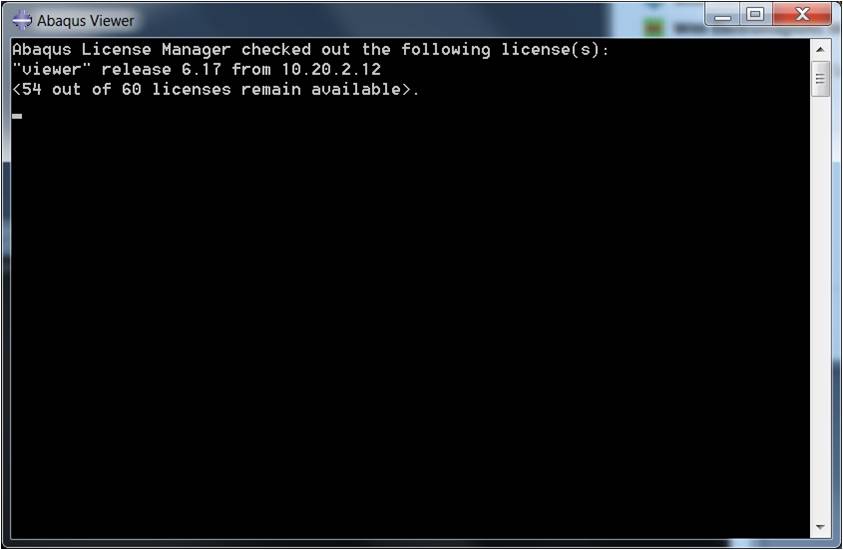 Abaqus Viewer
Abaqus License Manager checked out the following license(s):
"viewer" release 6.17 from 10.20.2.12
<54 out of 60 licenses remain available>.